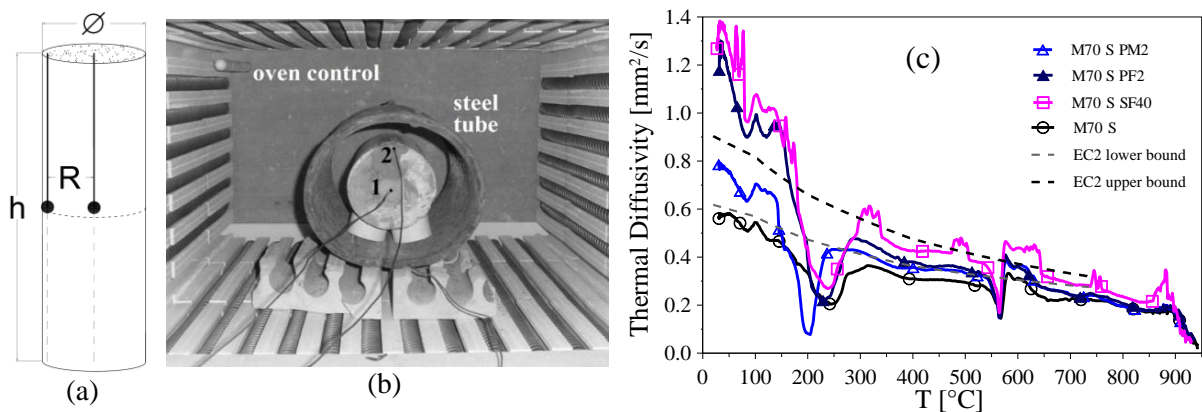 Ø
R
h
(a)
oven control
steel
tube
2
1
(b)
(c)
Thermal Diffusivity [mm²/s]
1.4
1.2
1.0
0.8
0.6
0.4
0.2
0.0
0 100 200 300 400 500 600 700 800 900
T [°C]
M70 S PM2
M70 S PF2
M70 S SF40
M70 S
EC2 lower bound
EC2 upper bound